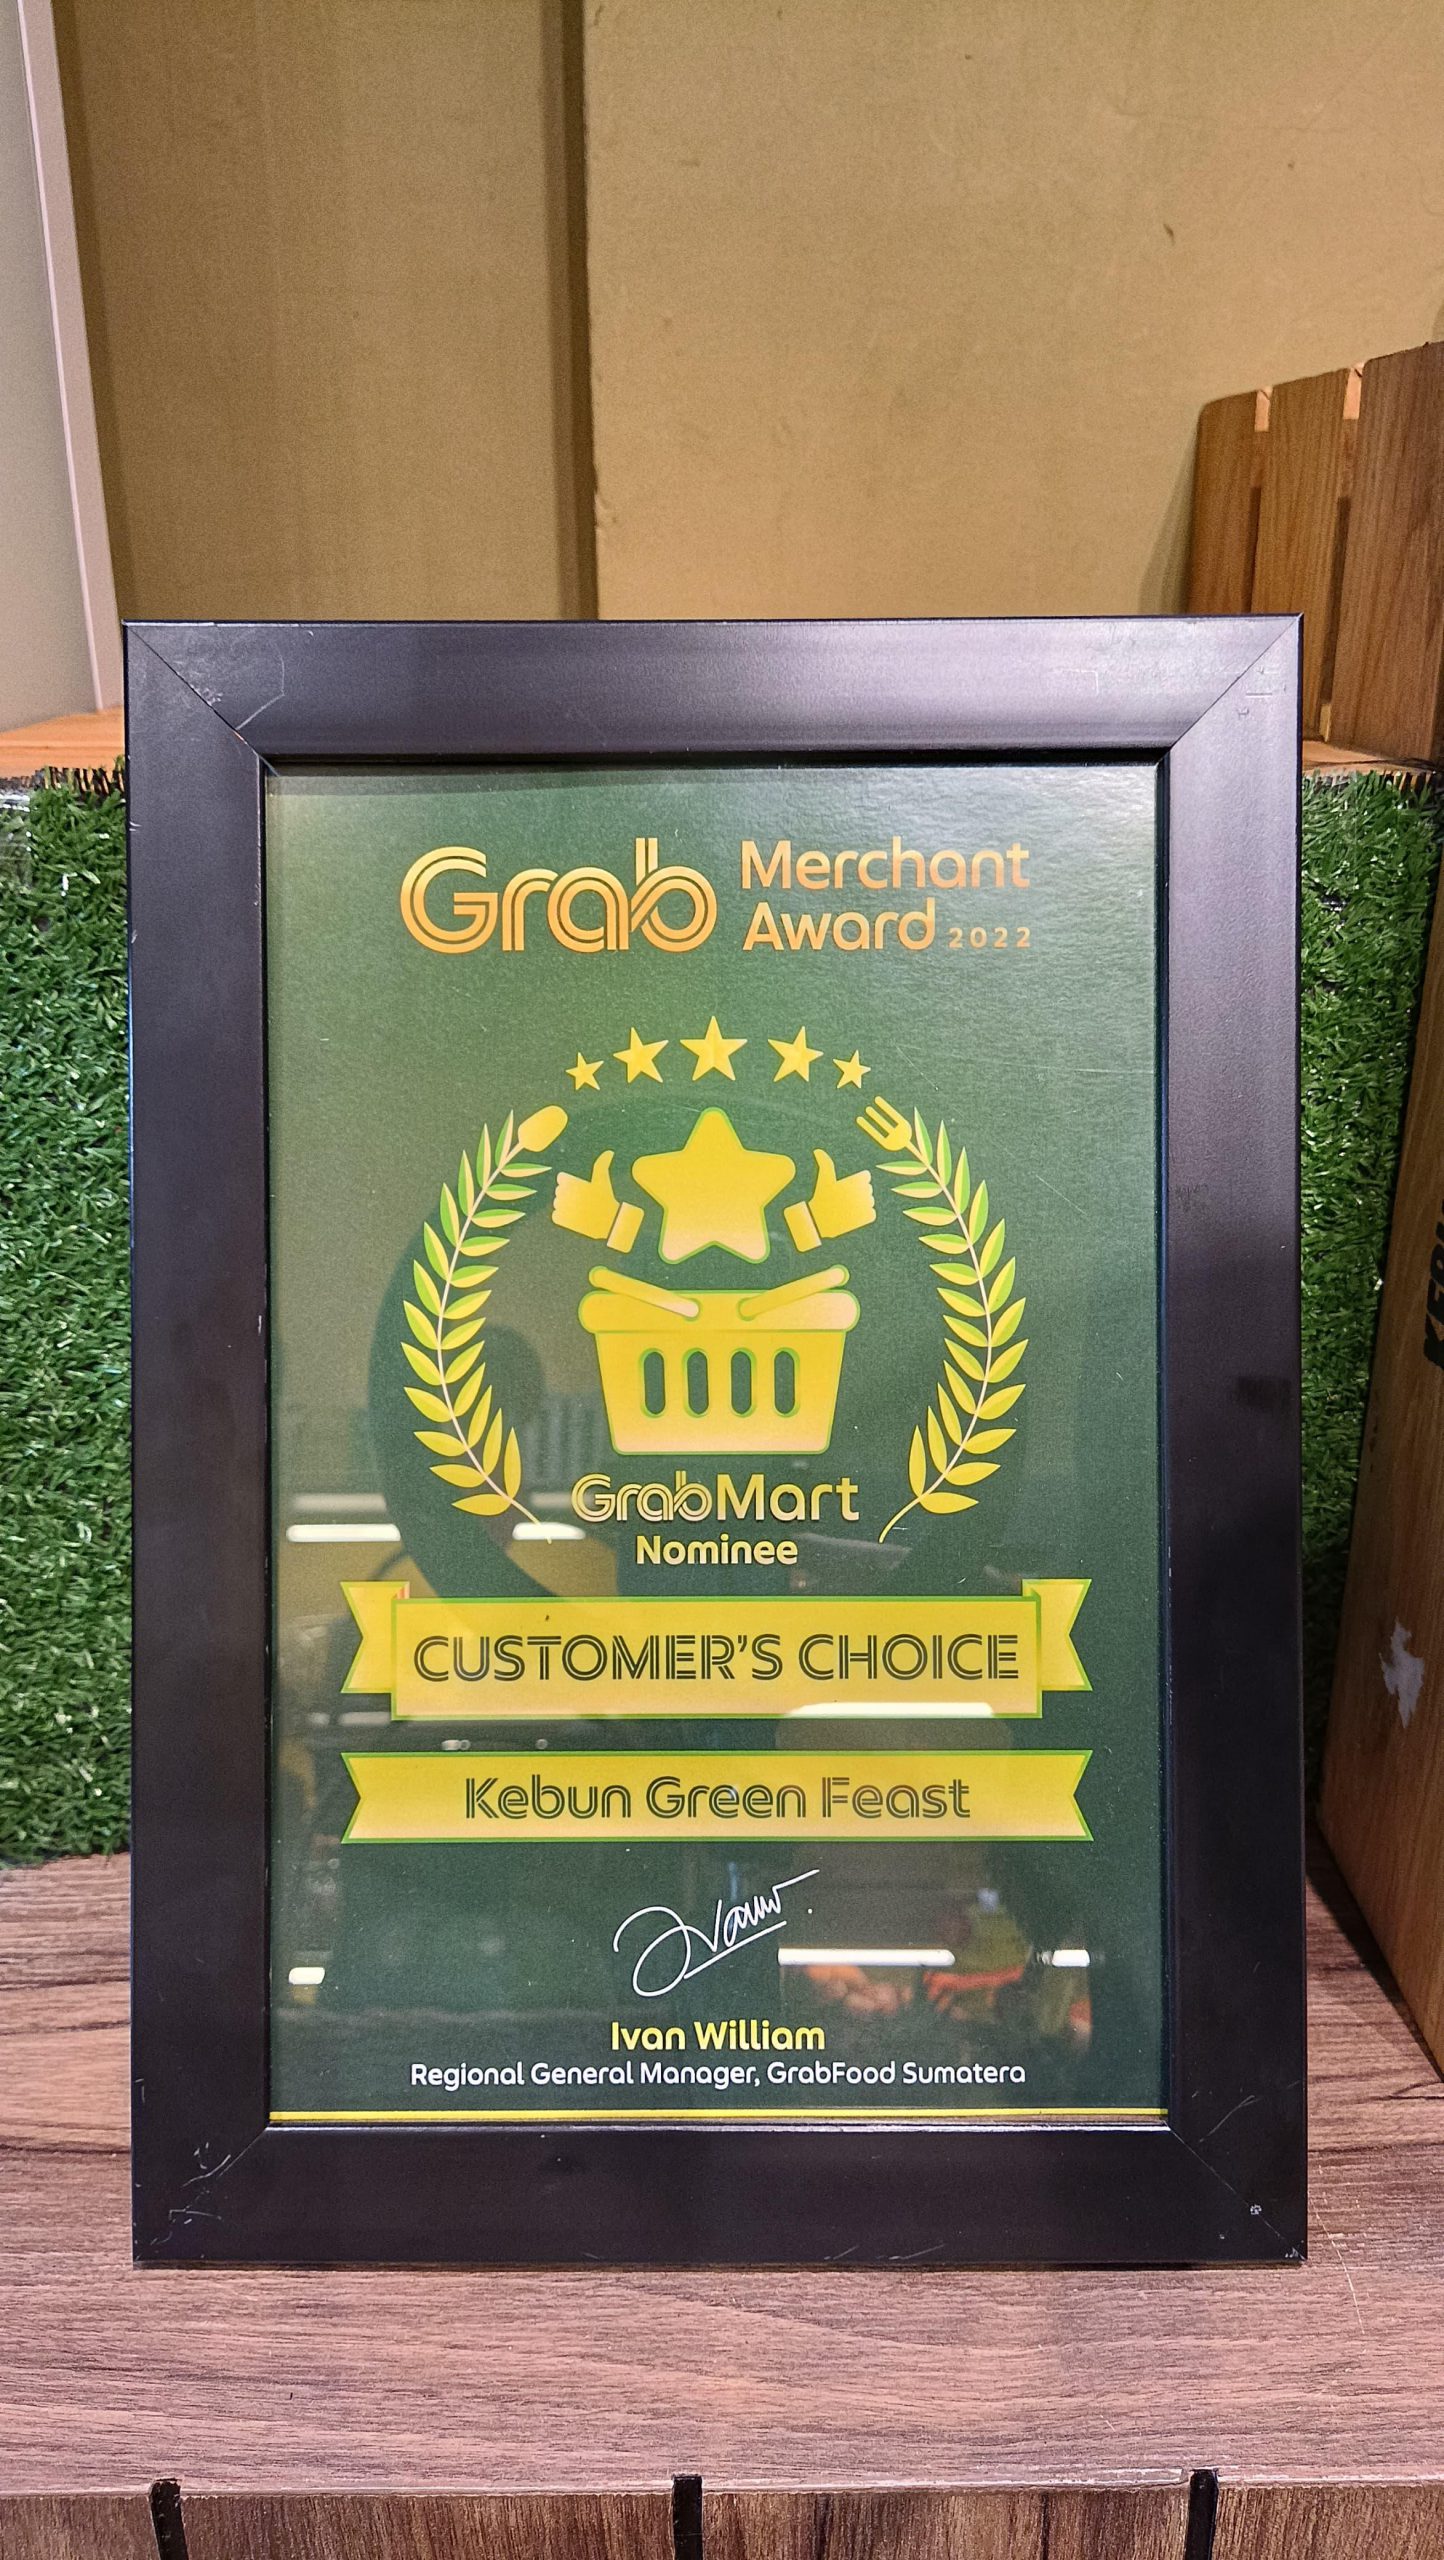 Grab Merchant
Award 2022
GrabMart
Nominee
CUSTOMER'S CHOICE
Kebun Green Feast
Ivan William
Regional General Manager, GrabFood Sumatera